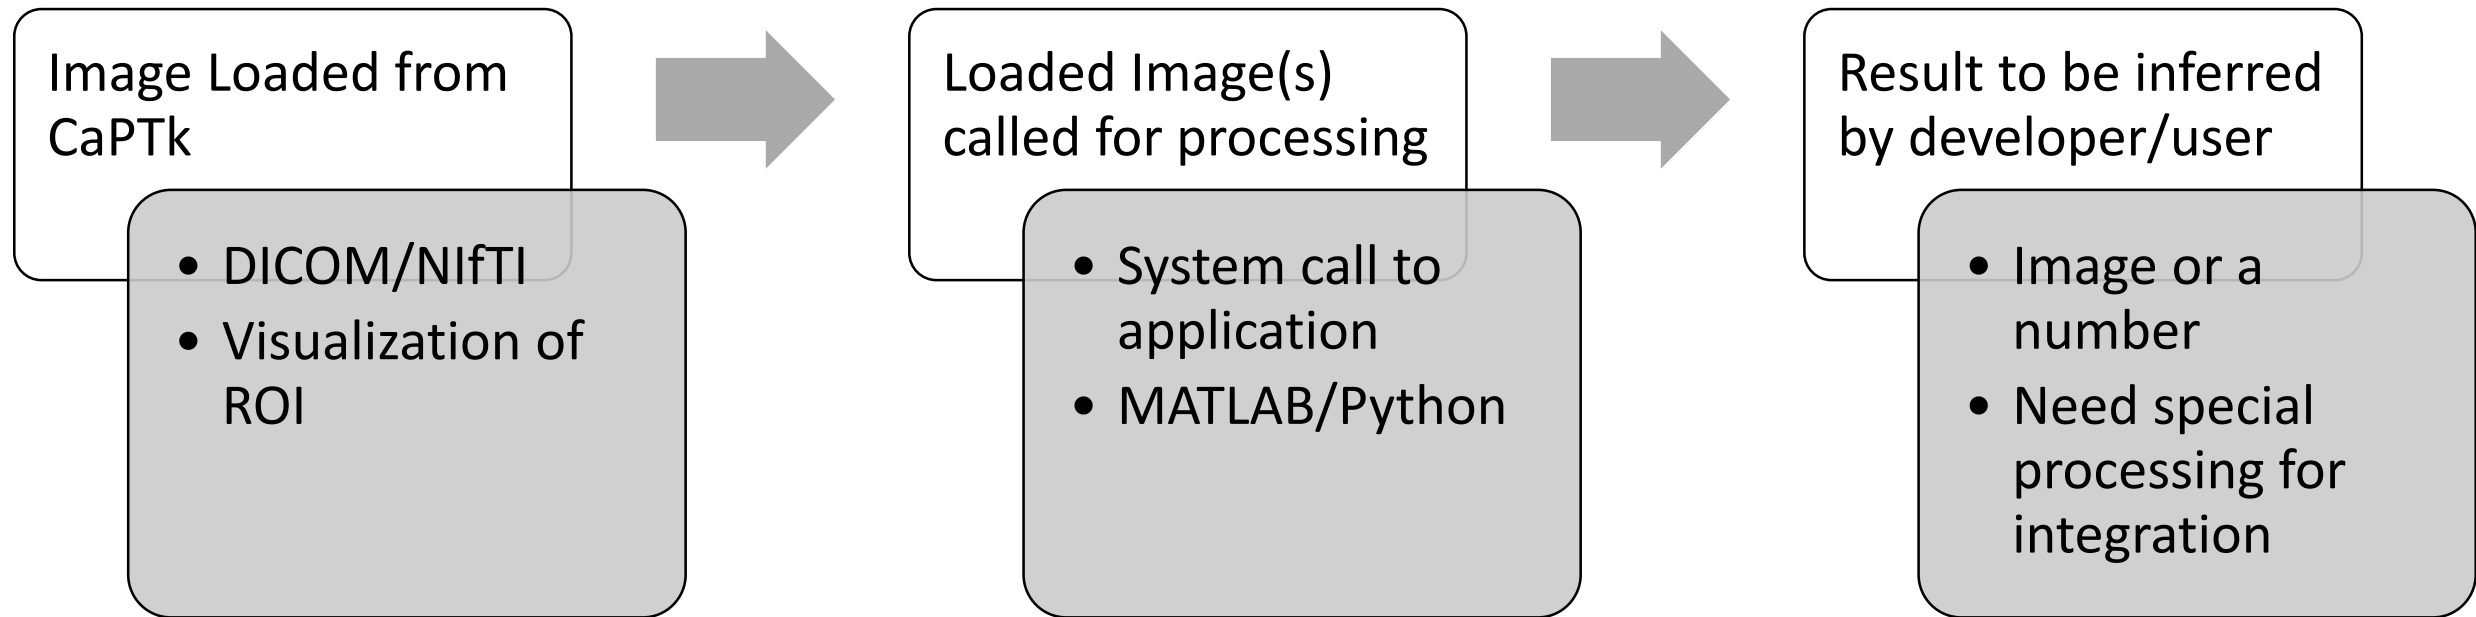 Image Loaded from
CaPTk
• DICOM/NIfTI
• Visualization of
ROI
Loaded Image(s)
called for processing
• System call to
application
• MATLAB/Python
Result to be inferred
by developer/user
• Image or a
number
• Need special
processing for
integration